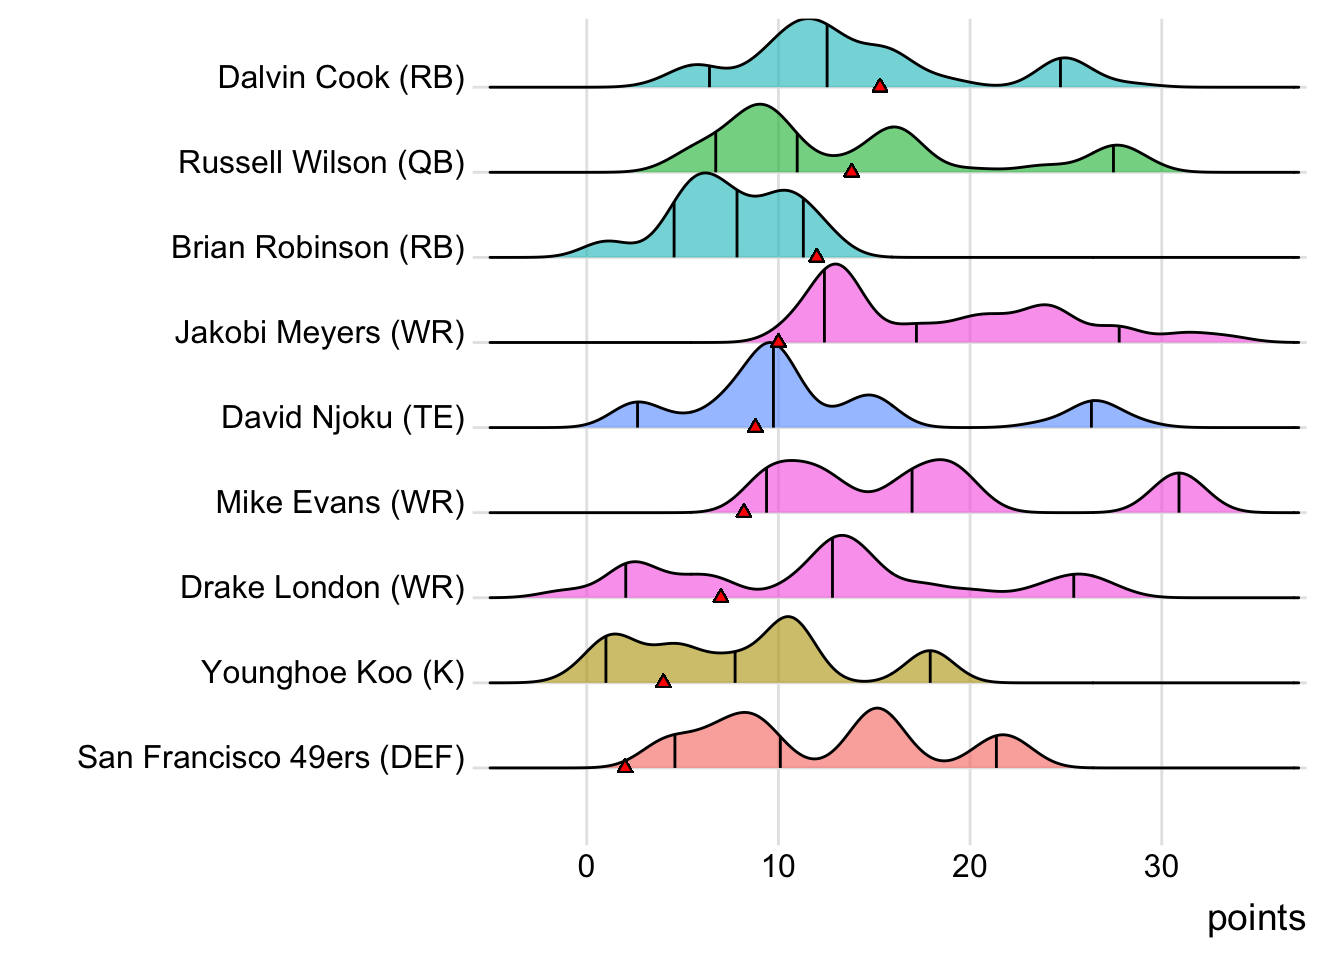 Dalvin Cook (RB)
Russell Wilson (QB)
Brian Robinson (RB)
Jakobi Meyers (WR)
David Njoku (TE)
Mike Evans (WR)
Drake London (WR)
Younghoe Koo (K)
San Francisco 49ers (DEF)
0 10 20 30
points